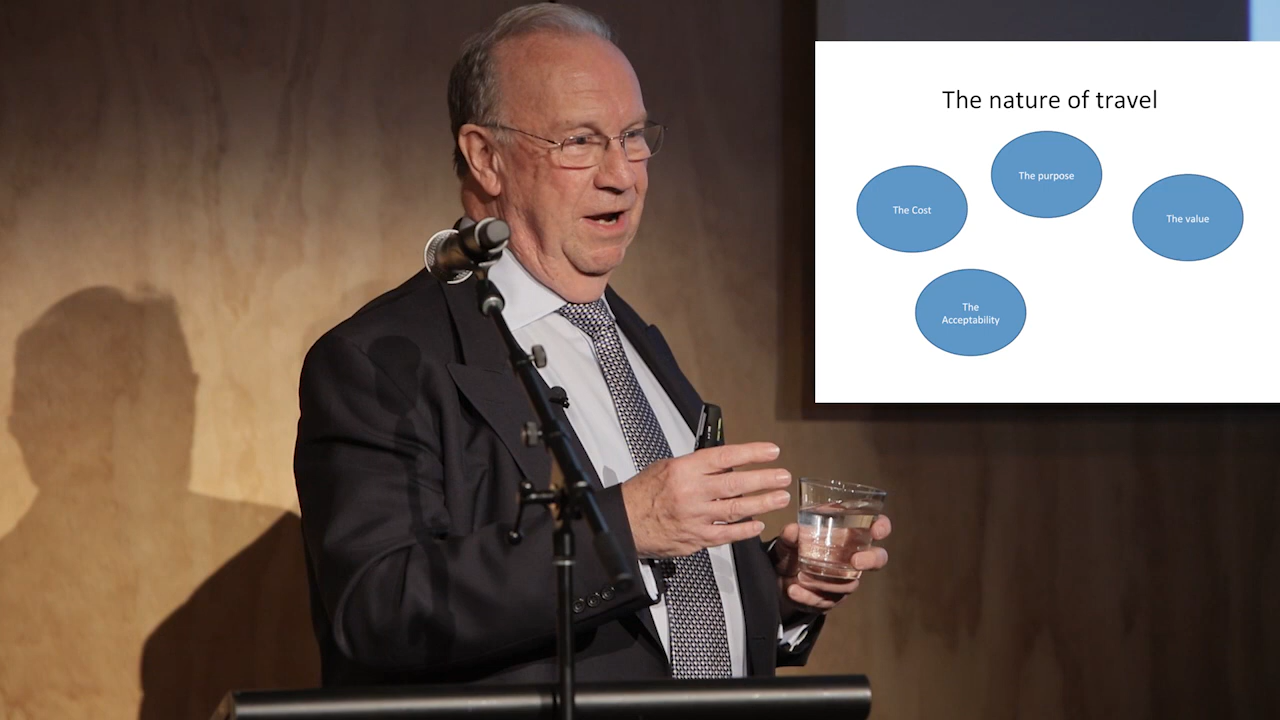 The nature of travel
The purpose
The Cost
The value
The
Acceptability